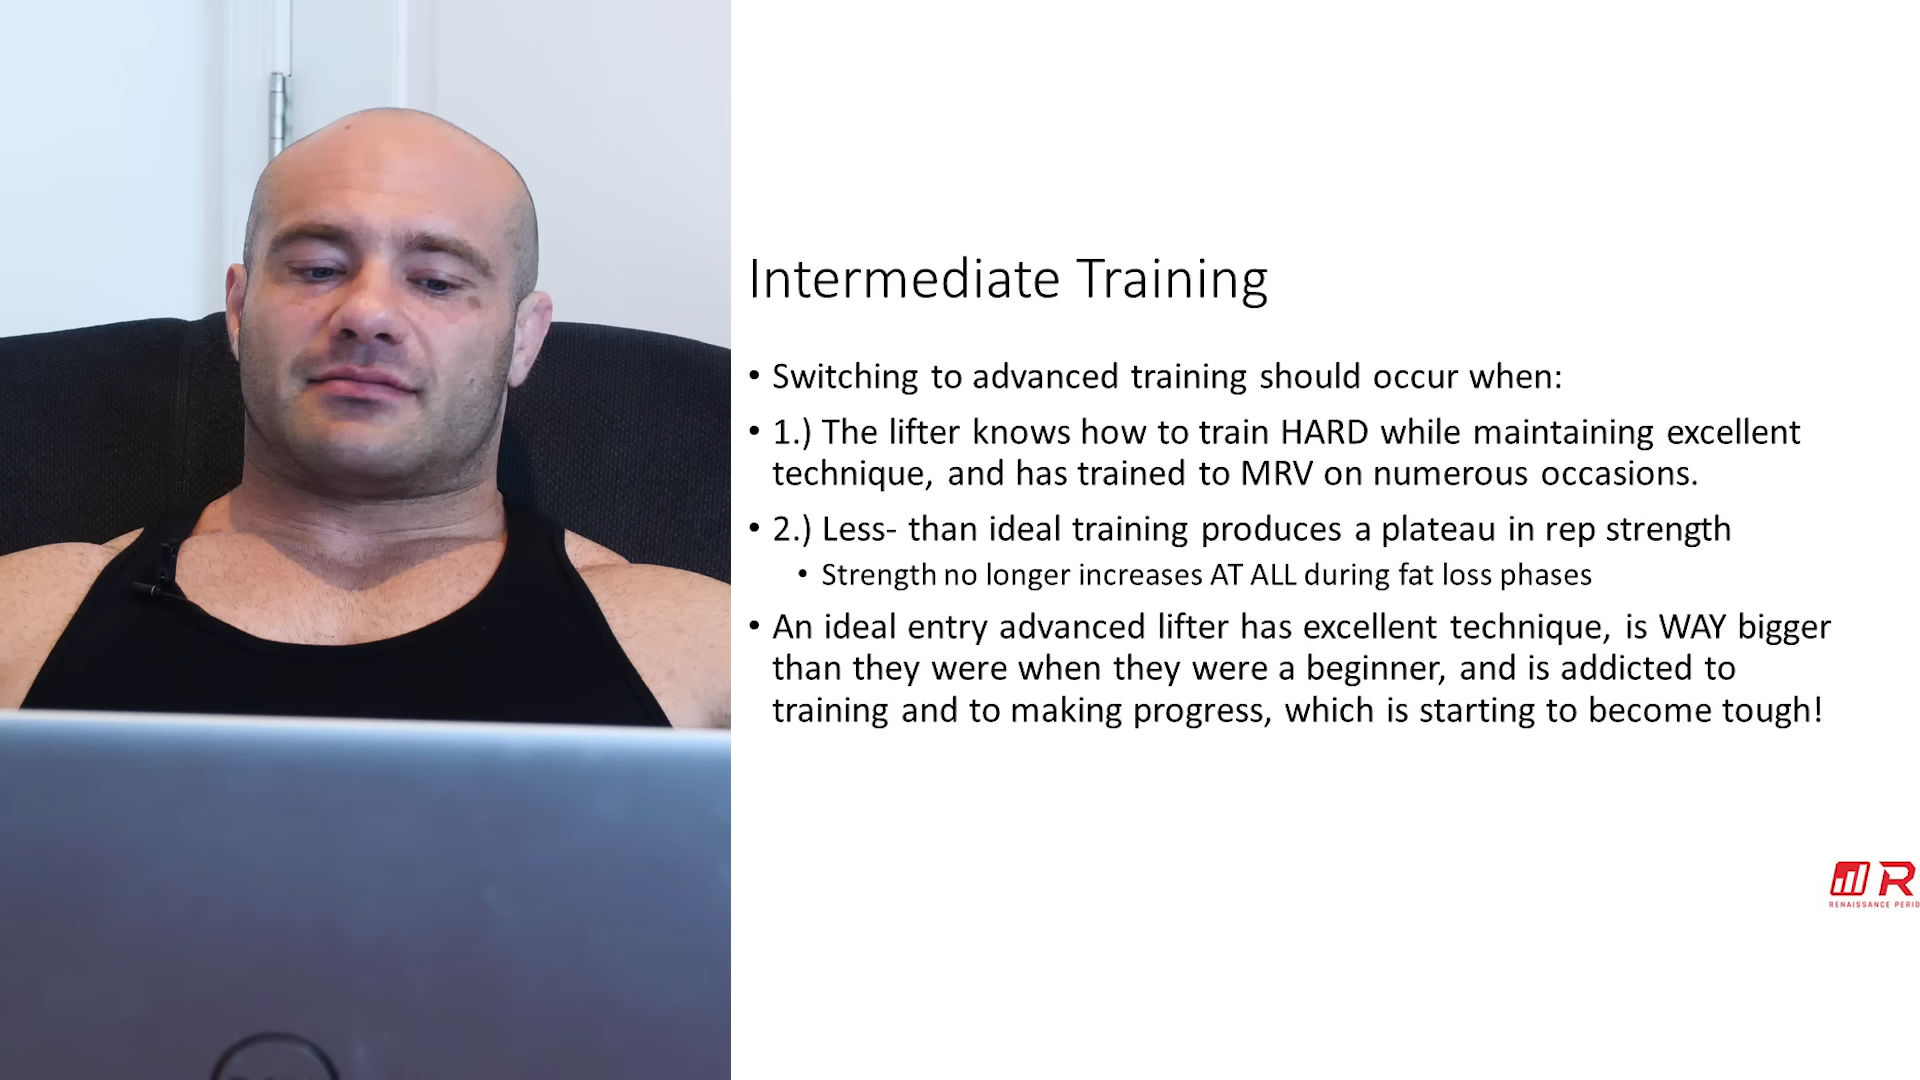 Intermediate Training
• Switching to advanced training should occur when:
• 1.) The lifter knows how to train HARD while maintaining excellent
technique, and has trained to MRV on numerous occasions.
• 2.) Less- than ideal training produces a plateau in rep strength
• Strength no longer increases AT ALL during fat loss phases
• An ideal entry advanced lifter has excellent technique, is WAY bigger
than they were when they were a beginner, and is addicted to
training and to making progress, which is starting to become tough!
R
RENAISSANCE PERIO